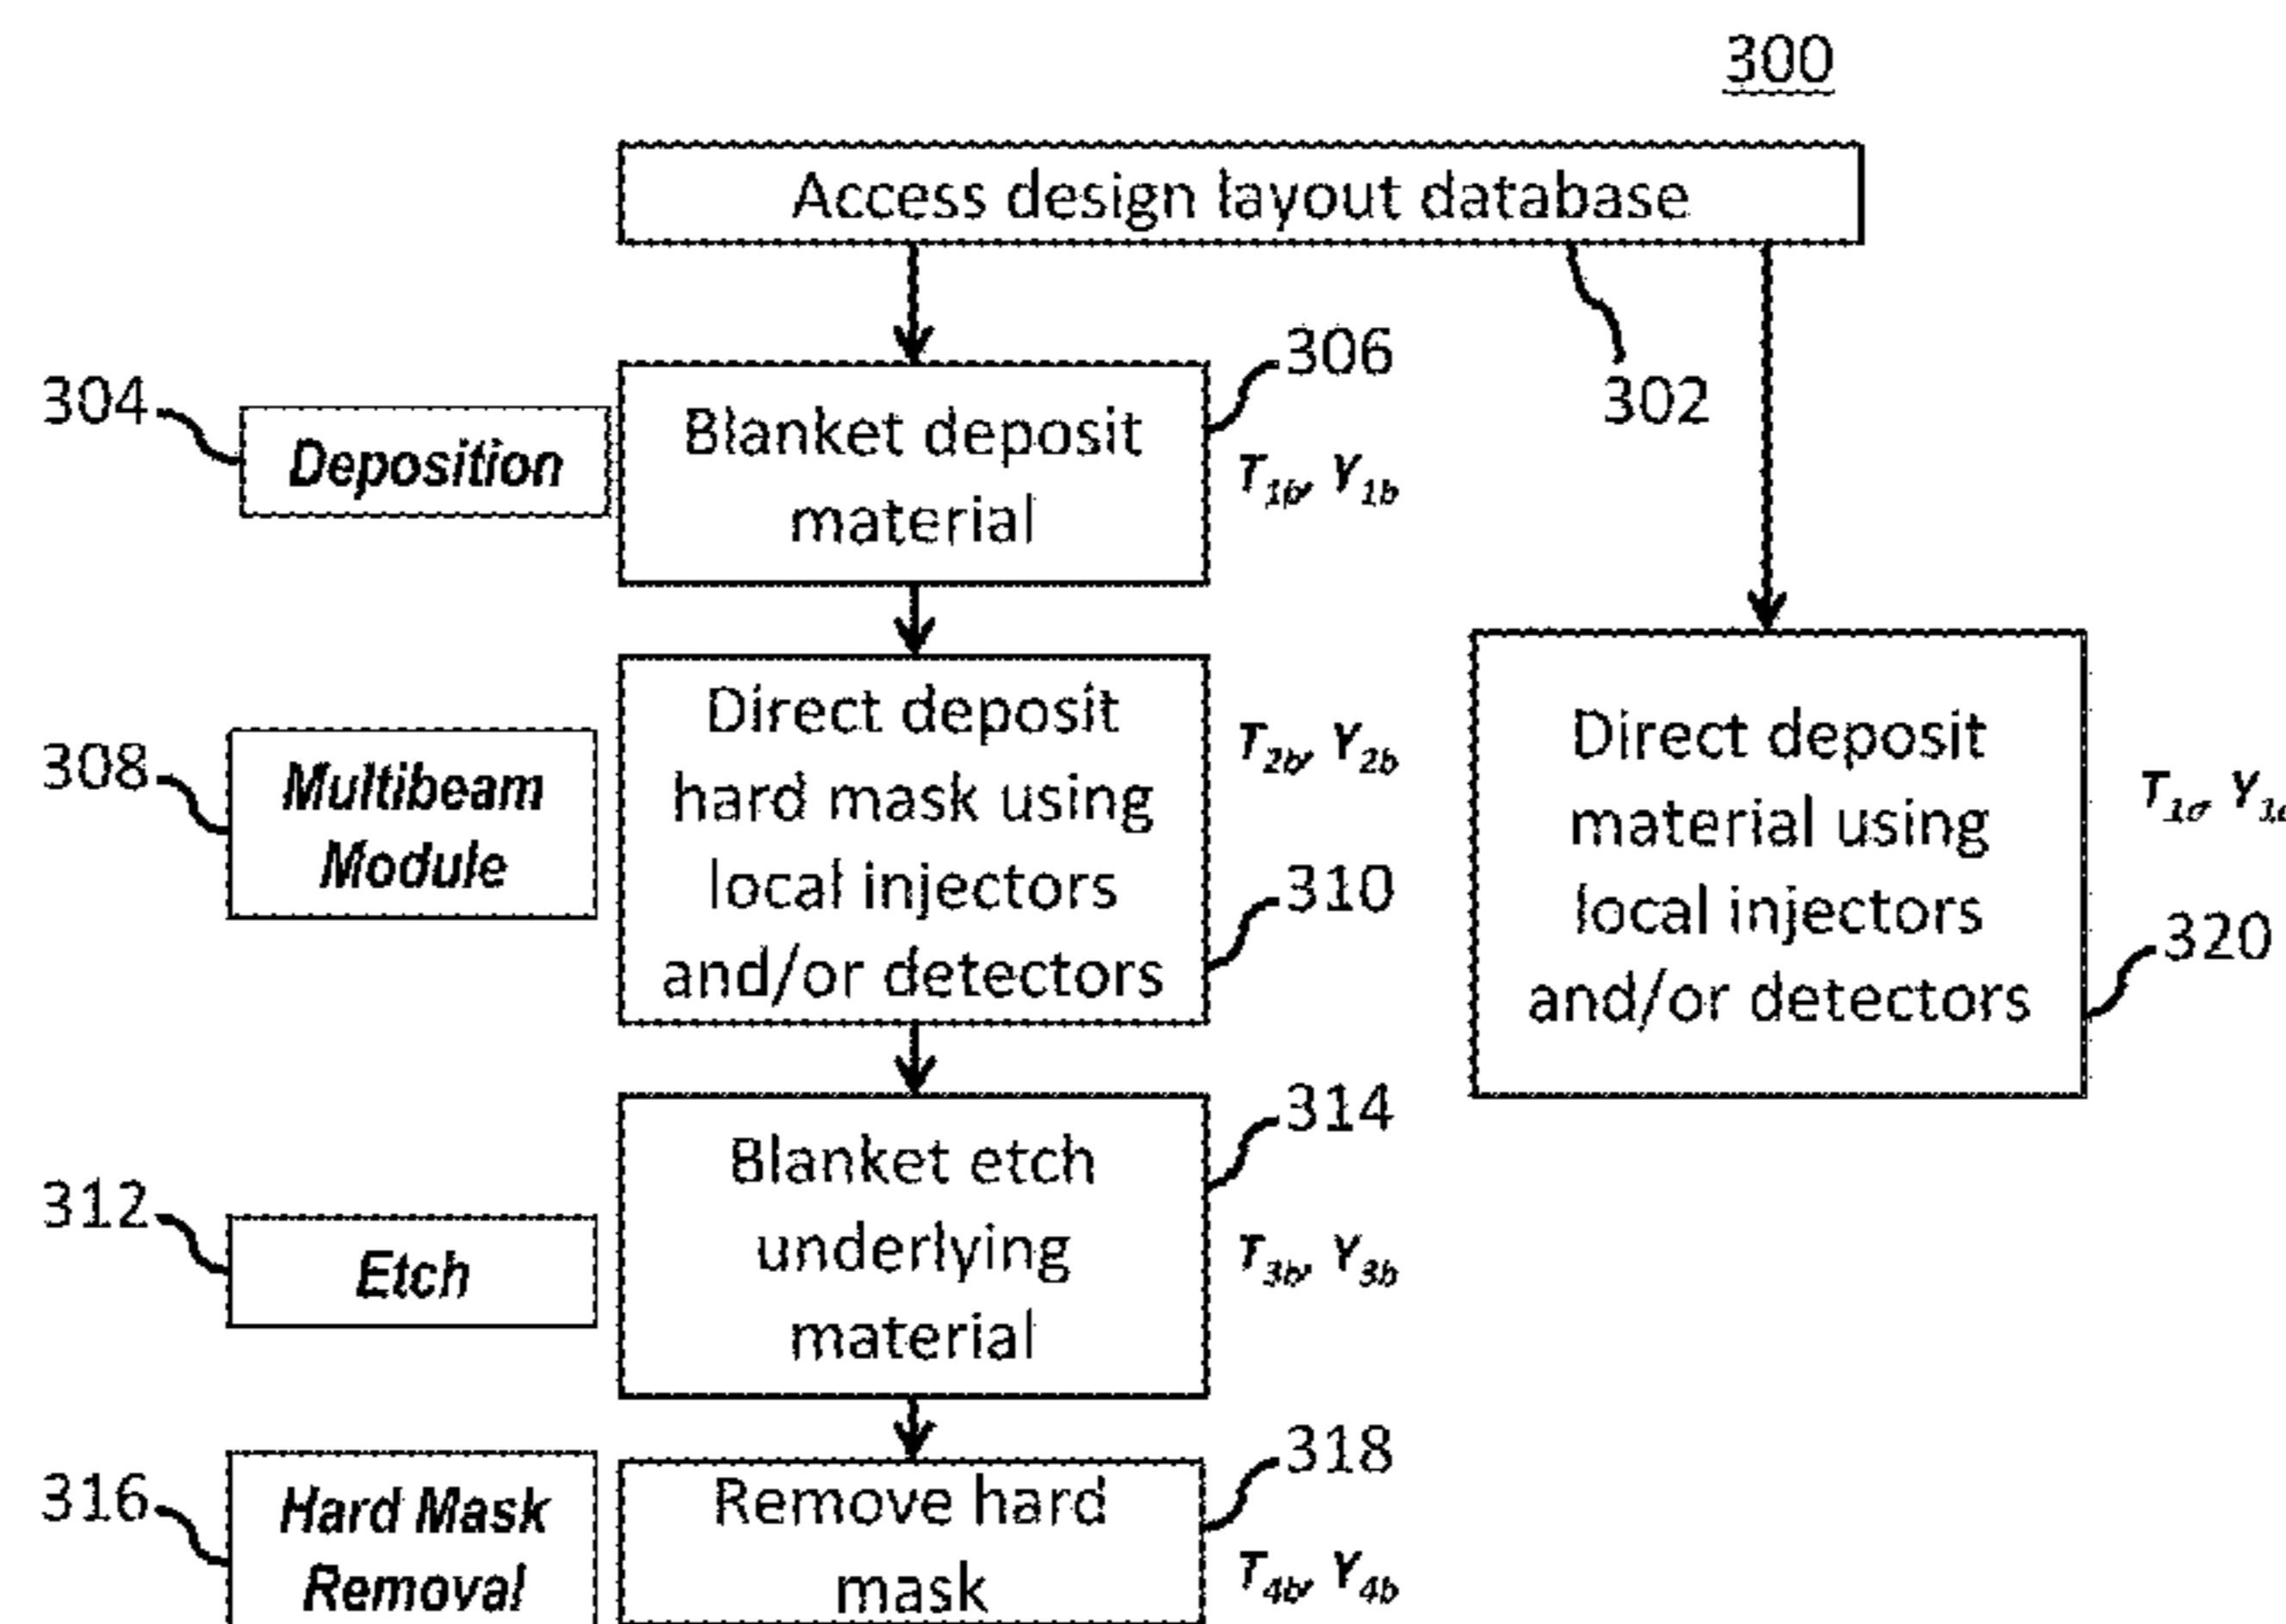 300
Access design layout database
302
304
Deposition
Blanket deposit
material
306
T1b, Y1b
308
Multibeam
Module
Direct deposit
hard mask using
local injectors
and/or detectors
T2b, Y2b
310
Direct deposit
material using
local injectors
and/or detectors
320
312
Etch
Blanket etch
underlying
material
314
T3b, Y3b
316
Hard Mask
Removal
Remove hard
mask
318
T4b, Y4b